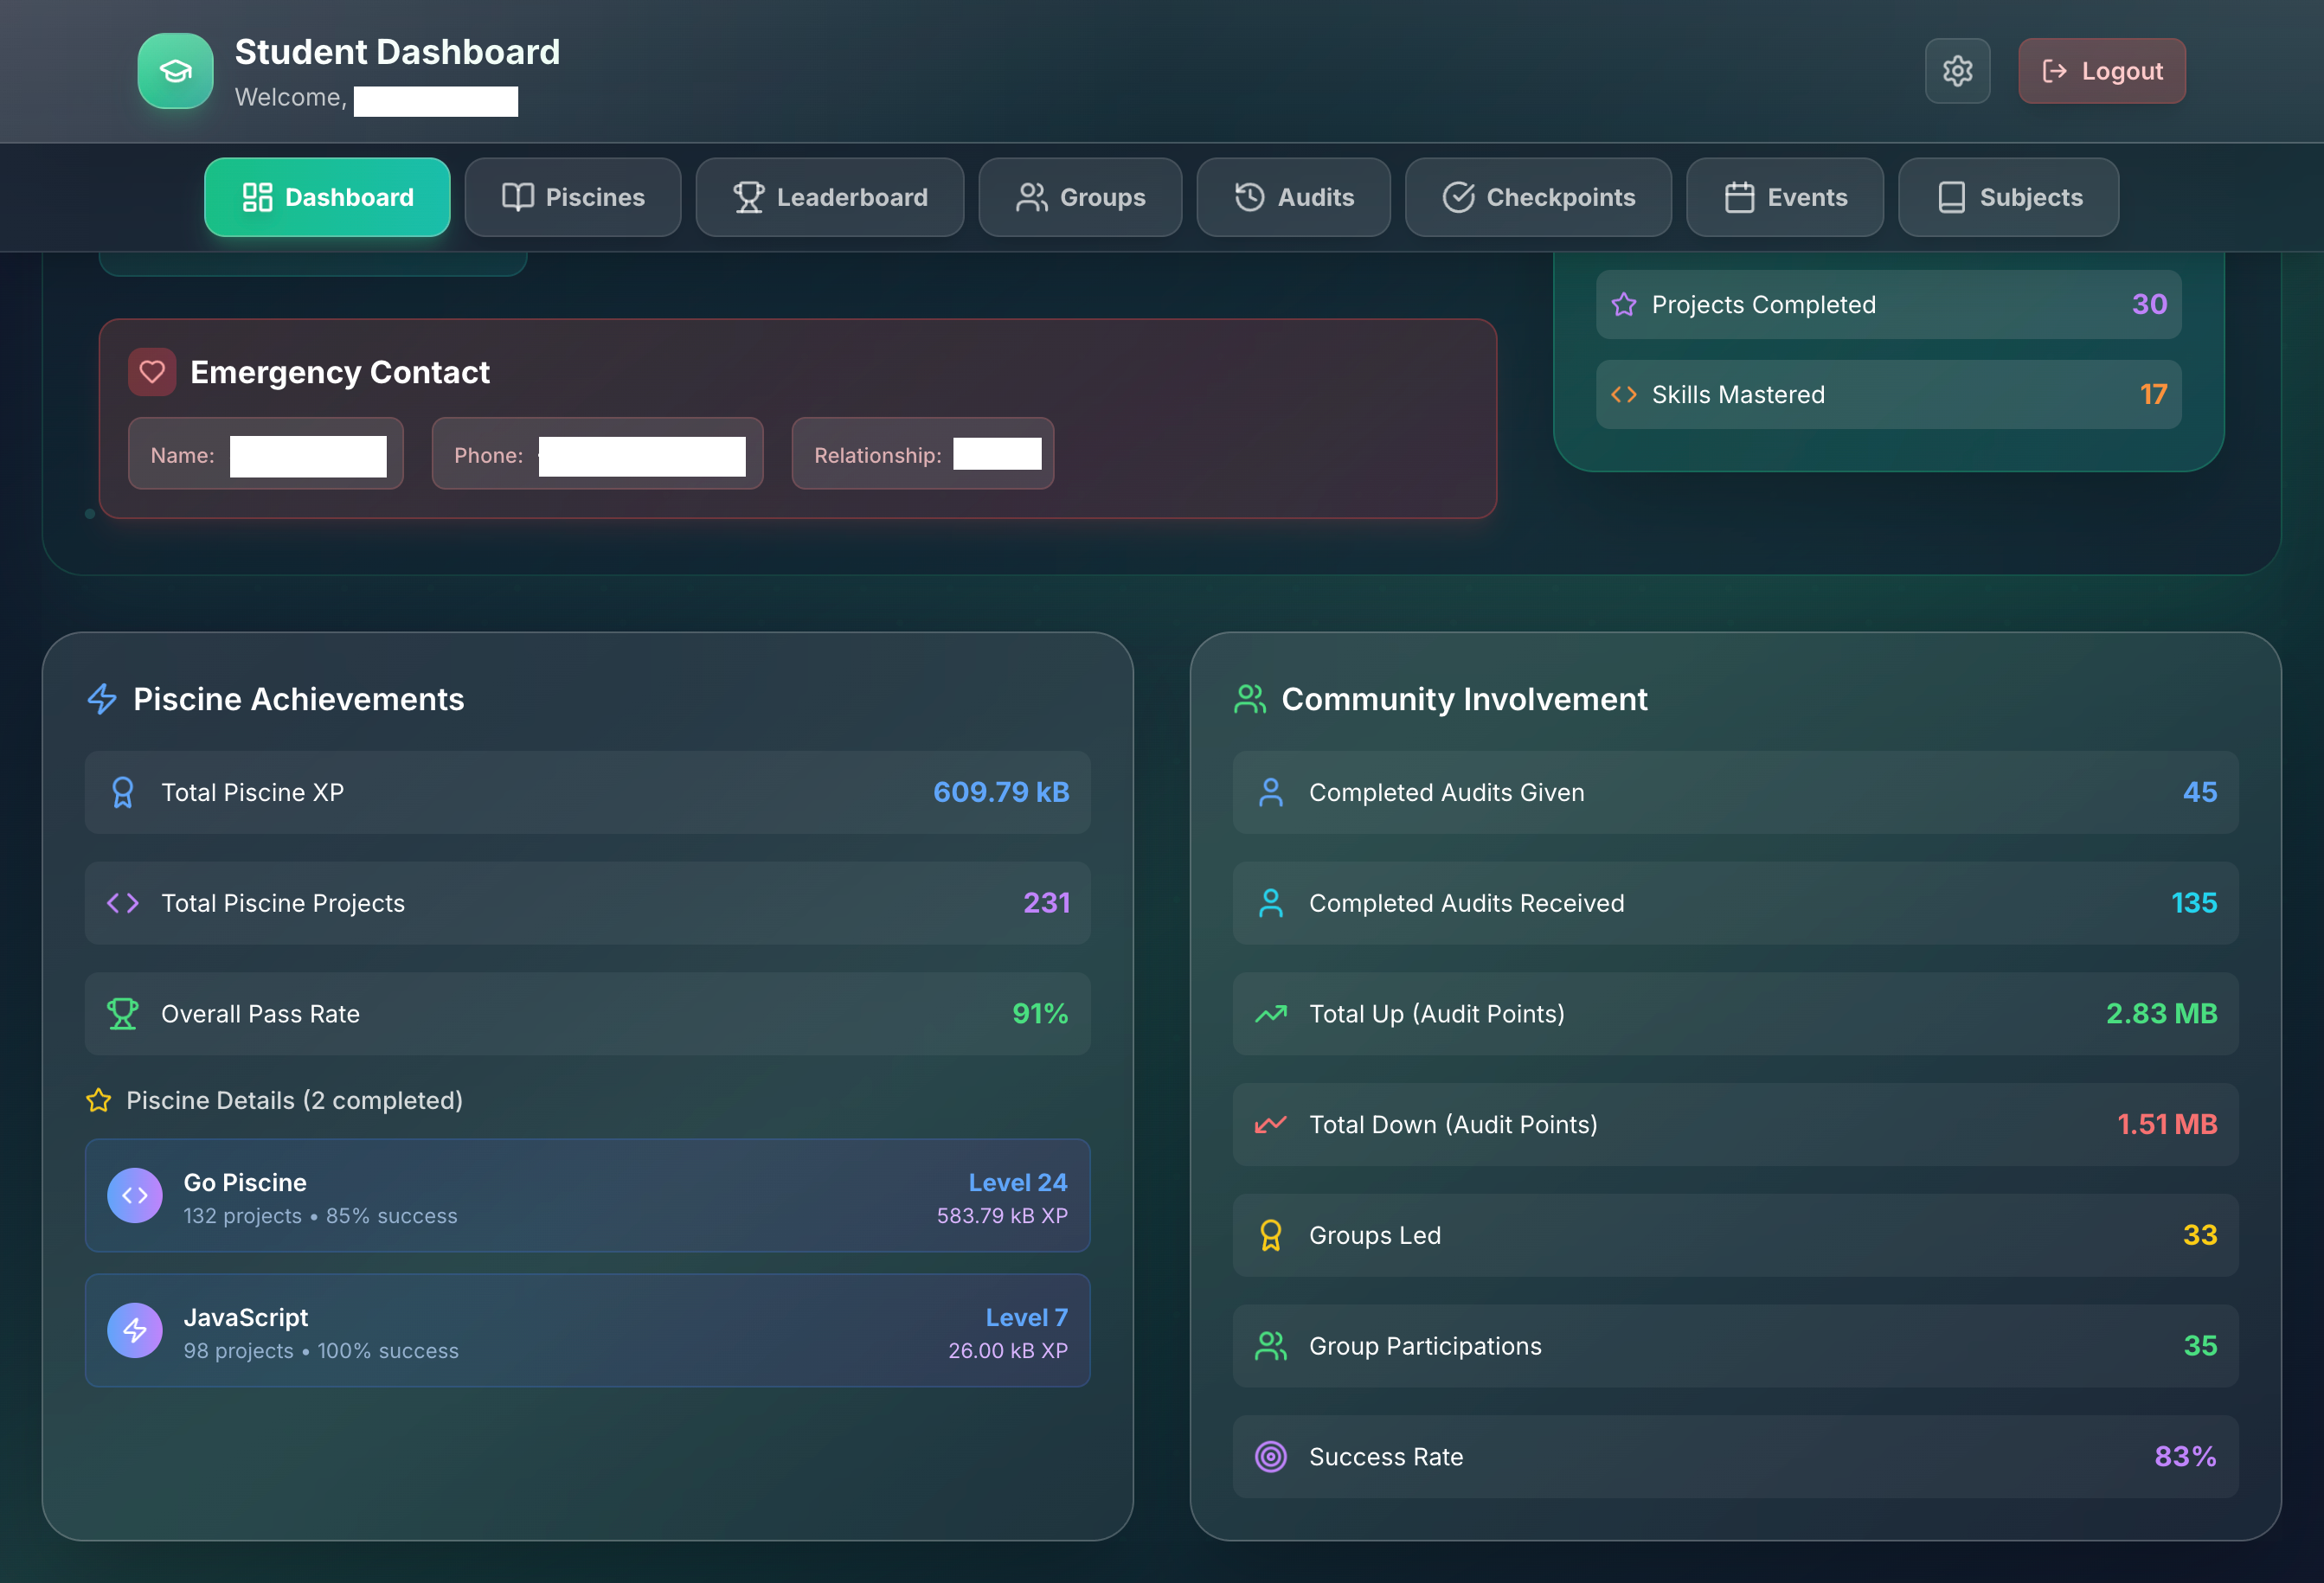 Student Dashboard
Welcome,
Logout
Dashboard
Piscines
Leaderboard
Groups
Audits
Checkpoints
Events
Subjects
Projects Completed 30
Skills Mastered 17
Emergency Contact
Name:
Phone:
Relationship:
Piscine Achievements
Total Piscine XP 609.79 kB
Total Piscine Projects 231
Overall Pass Rate 91%
Piscine Details (2 completed)
Go Piscine Level 24
132 projects • 85% success 583.79 kB XP
JavaScript Level 7
98 projects • 100% success 26.00 kB XP
Community Involvement
Completed Audits Given 45
Completed Audits Received 135
Total Up (Audit Points) 2.83 MB
Total Down (Audit Points) 1.51 MB
Groups Led 33
Group Participations 35
Success Rate 83%